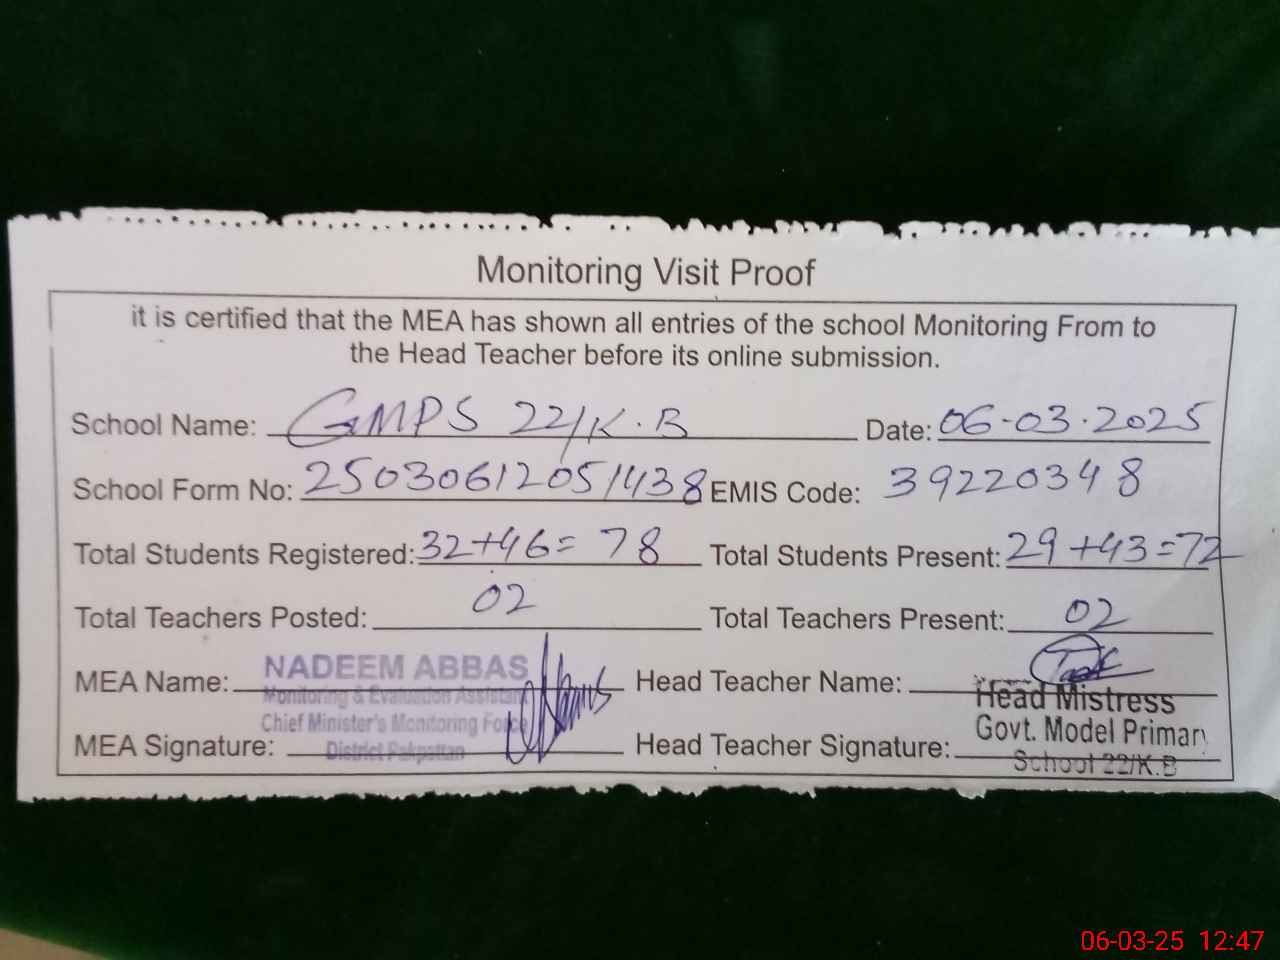 Monitoring Visit Proof
it is certified that the MEA has shown all entries of the school Monitoring From to
the Head Teacher before its online submission.
School Name: GMPS 22/K.B Date: 06-03-2025
School Form No: 25030612051438 EMIS Code: 39220348
Total Students Registered: 32+46= 78 Total Students Present: 29+43=72
Total Teachers Posted: 02 Total Teachers Present: 02
MEA Name: NADEEM ABBAS Head Teacher Name:
Monitoring & Evaluation Assistant Head Mistress
Chief Minister's Monitoring Force Govt. Model Primary
MEA Signature: District Pakpattan Head Teacher Signature: School 22/K.B
06-03-25 12:47